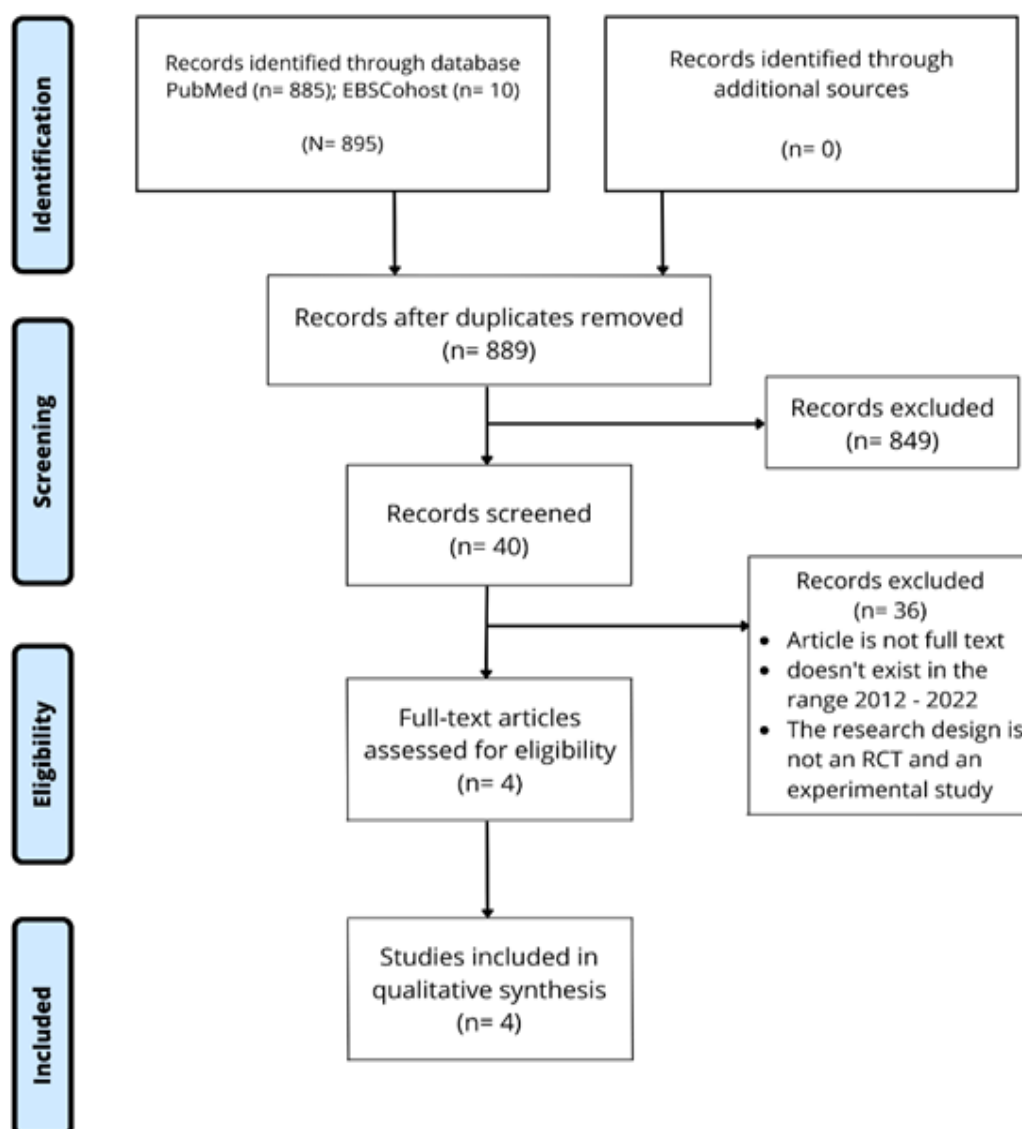 Identification
Records identified through database
PubMed (n= 885); EBSCohost (n= 10)
(N= 895)
Records identified through
additional sources
(n= 0)
Records after duplicates removed
(n= 889)
Screening
Records excluded
(n= 849)
Records screened
(n= 40)
Records excluded
(n= 36)
• Article is not full text
• doesn't exist in the
range 2012 - 2022
• The research design is
not an RCT and an
experimental study
Eligibility
Full-text articles
assessed for eligibility
(n= 4)
Included
Studies included in
qualitative synthesis
(n= 4)